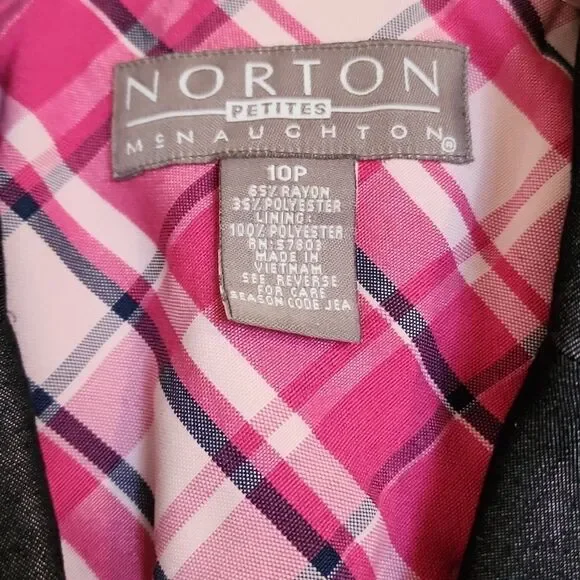 NORTON
PETITES
McNAUGHTON®
10P
65% RAYON
35% POLYESTER
LINING:
100% POLYESTER
RN: 57803
MADE IN
VIETNAM
SEE REVERSE
FOR CARE
SEASON CODE JEA